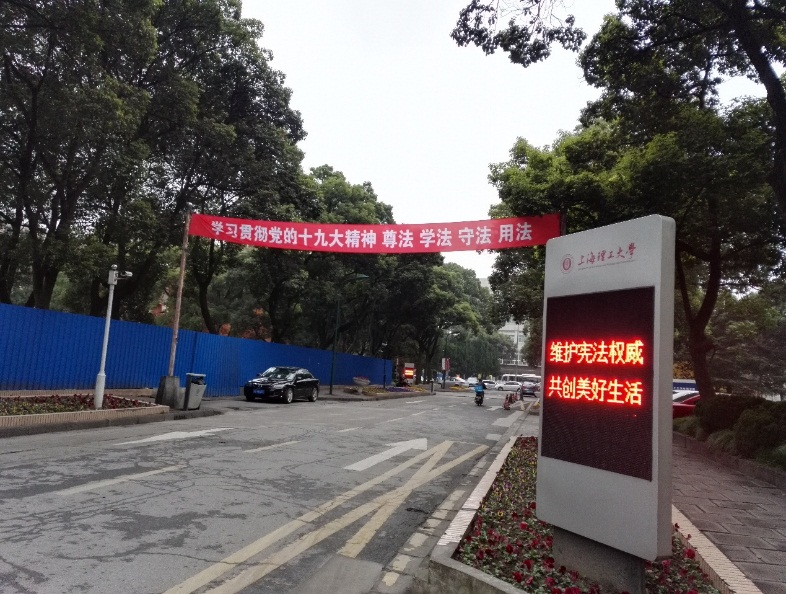 学习贯彻党的十九大精神 尊法 学法 守法 用法
上海理工大學
维护宪法权威
共创美好生活